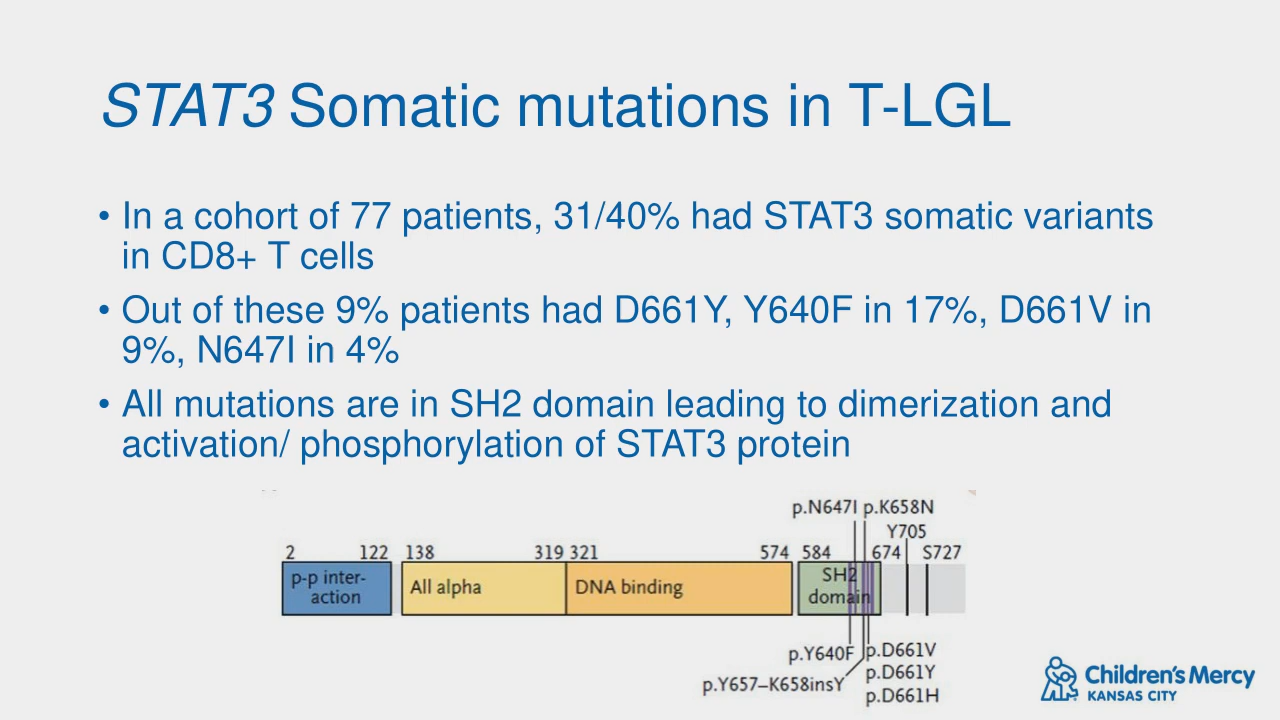 STAT3 Somatic mutations in T-LGL
• In a cohort of 77 patients, 31/40% had STAT3 somatic variants
in CD8+ T cells
• Out of these 9% patients had D661Y, Y640F in 17%, D661V in
9%, N647I in 4%
• All mutations are in SH2 domain leading to dimerization and
activation/ phosphorylation of STAT3 protein
p.N647I p.K658N
Y705
2 122 138 319 321 574 584 674 S727
p-p inter-
action
All alpha
DNA binding
SH2
domain
p.Y640F
p.Y657–K658insY
p.D661V
p.D661Y
p.D661H
Children's Mercy
KANSAS CITY